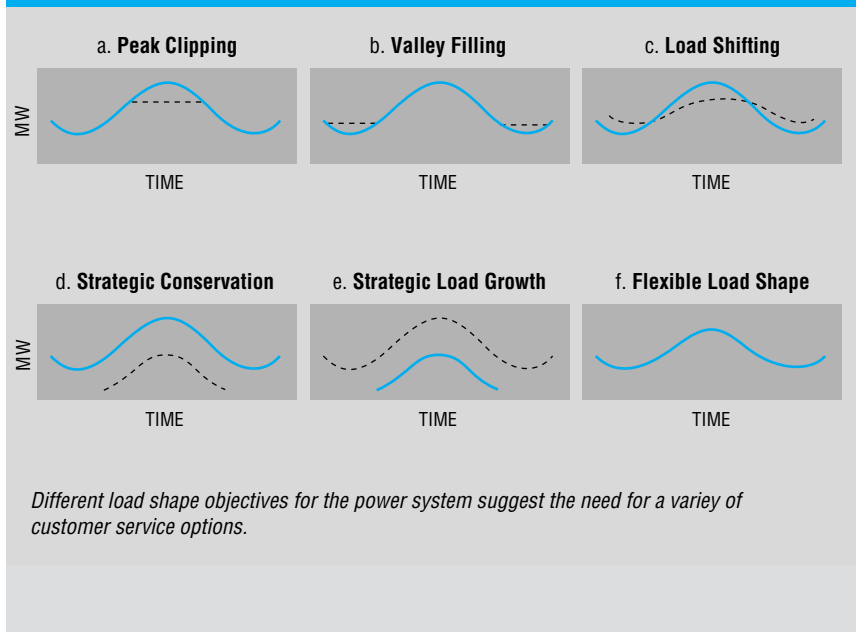 a. Peak Clipping
b. Valley Filling
c. Load Shifting
MW
TIME
TIME
TIME
d. Strategic Conservation
e. Strategic Load Growth
f. Flexible Load Shape
MW
TIME
TIME
TIME
Different load shape objectives for the power system suggest the need for a variey of
customer service options.